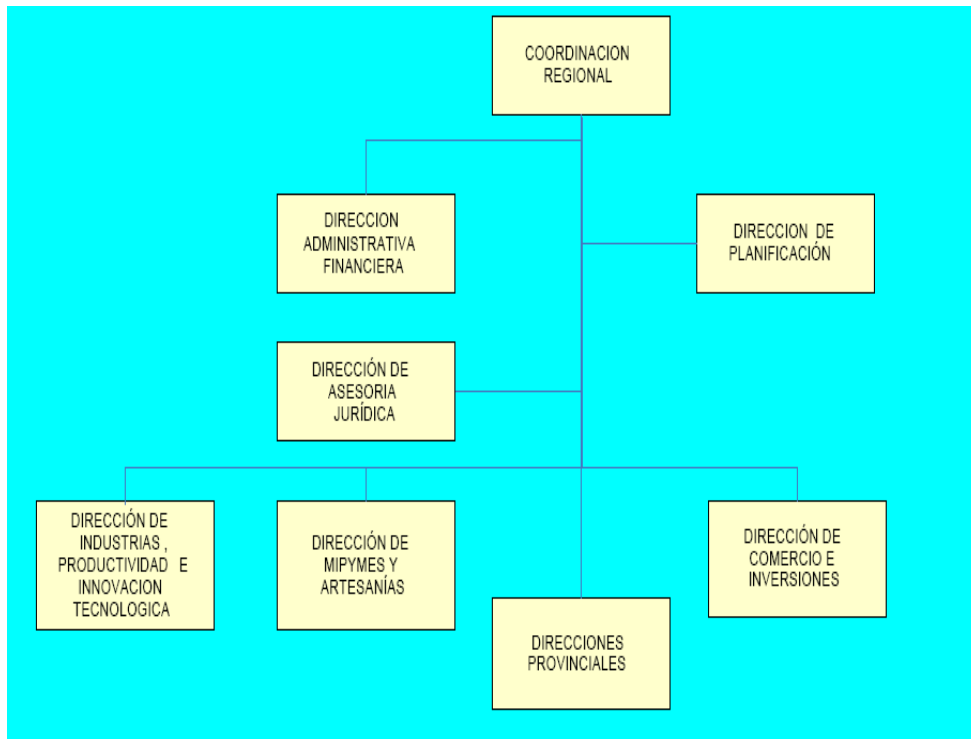 COORDINACION
REGIONAL
DIRECCION
ADMINISTRATIVA
FINANCIERA
DIRECCION DE
PLANIFICACIÓN
DIRECCIÓN DE
ASESORIA
JURÍDICA
DIRECCIÓN DE
INDUSTRIAS ,
PRODUCTIVIDAD E
INNOVACION
TECNOLOGICA
DIRECCIÓN DE
MIPYMES Y
ARTESANÍAS
DIRECCIONES
PROVINCIALES
DIRECCIÓN DE
COMERCIO E
INVERSIONES